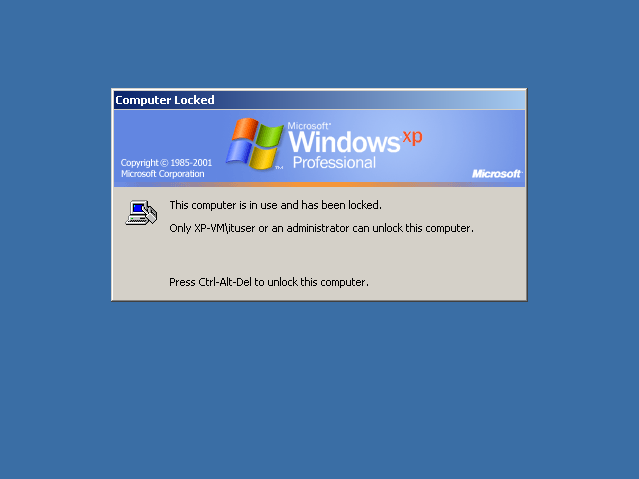 Computer Locked
Microsoft®
Windows xp
Professional
Copyright © 1985-2001
Microsoft Corporation
Microsoft
This computer is in use and has been locked.
Only XP-VM\ituser or an administrator can unlock this computer.
Press Ctrl-Alt-Del to unlock this computer.